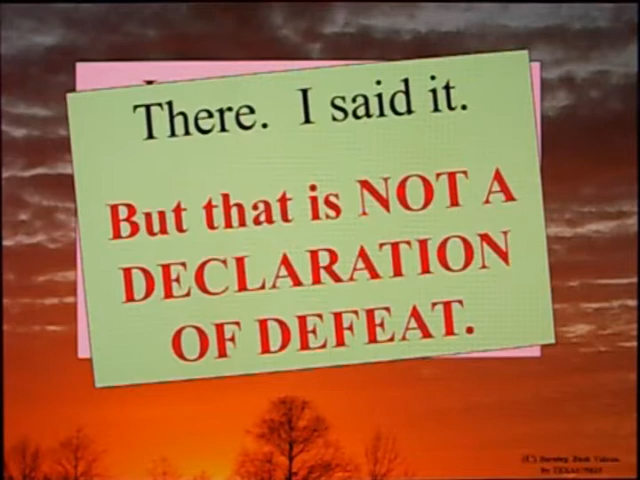 There. I said it.
But that is NOT A
DECLARATION
OF DEFEAT.